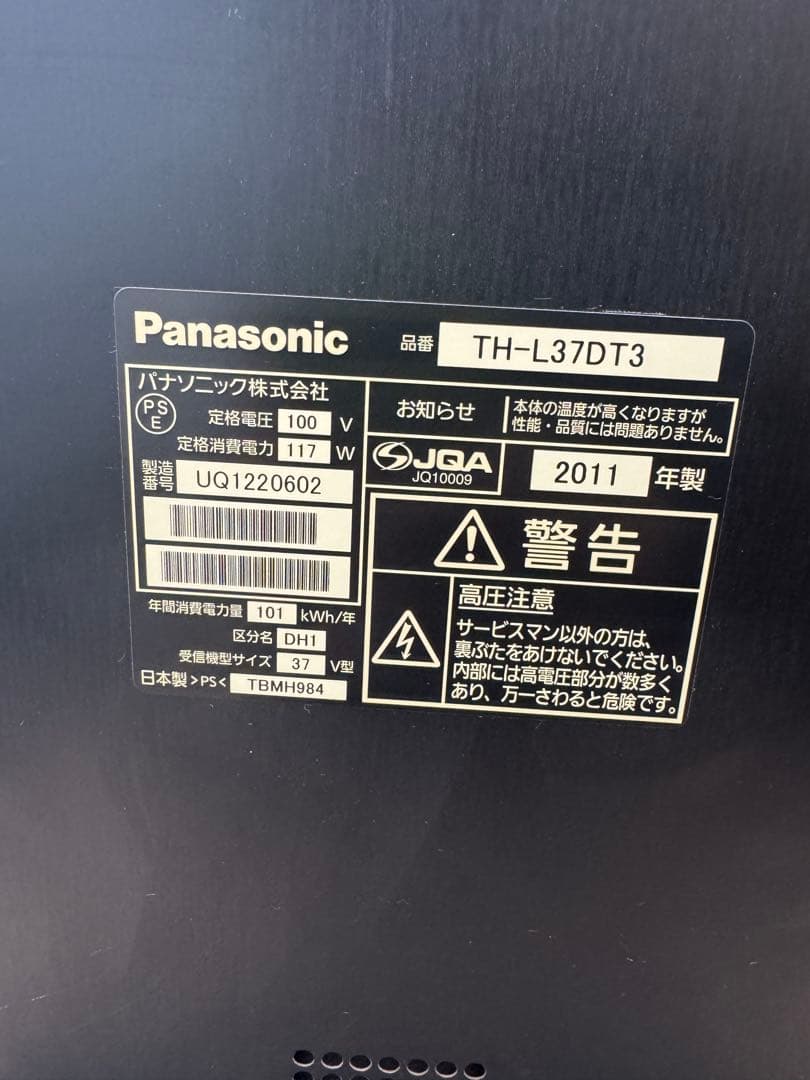 Panasonic
品番 TH-L37DT3
パナソニック株式会社
PS
E
定格電圧 100 V
定格消費電力 117 W
製造
番号 UQ1220602
年間消費電力量 101 kWh/年
区分名 DH1
受信機型サイズ 37 V型
日本製 >PS< TBMH984
お知らせ
本体の温度が高くなりますが
性能・品質には問題ありません。
JQA
JQ10009
2011 年製
警告
高圧注意
サービスマン以外の方は、
裏ぶたをあけないでください。
内部には高電圧部分が数多く
あり、万一さわると危険です。